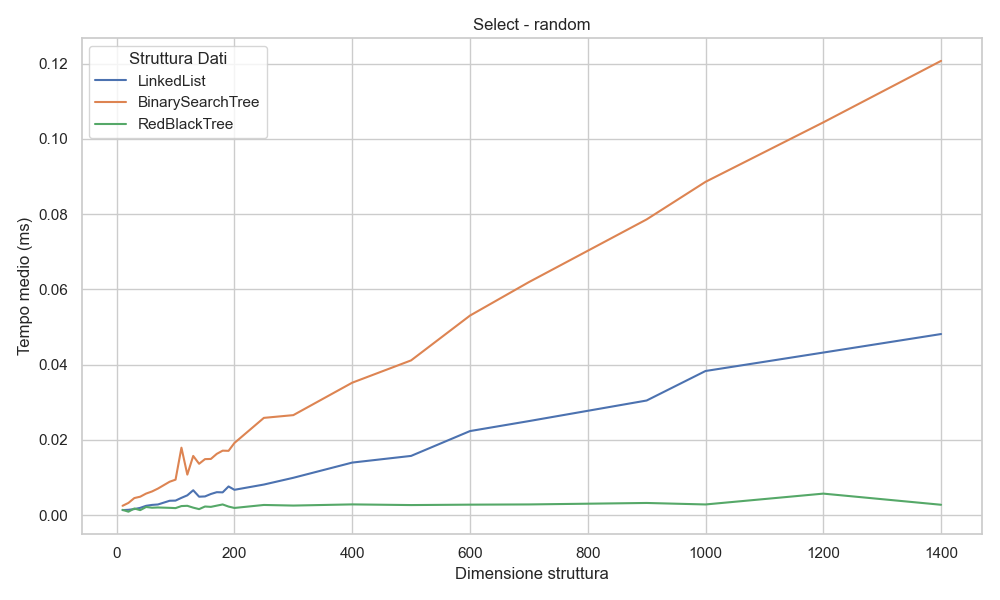 Select - random
Struttura Dati
LinkedList
BinarySearchTree
RedBlackTree
Tempo medio (ms)
0.12
0.10
0.08
0.06
0.04
0.02
0.00
0 200 400 600 800 1000 1200 1400
Dimensione struttura